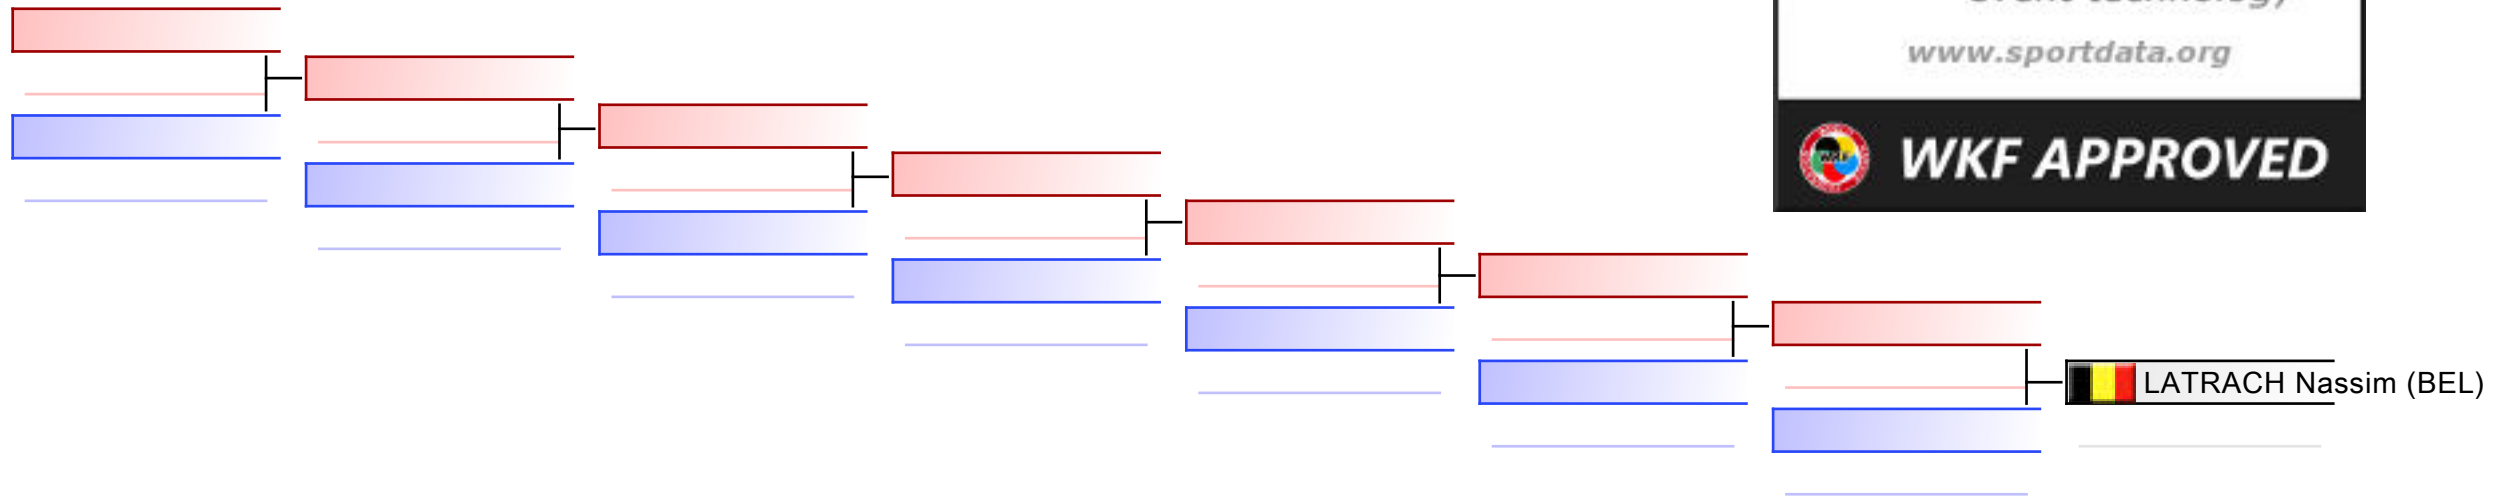 www.sportdata.org
WKF APPROVED
LATRACH Nassim (BEL)